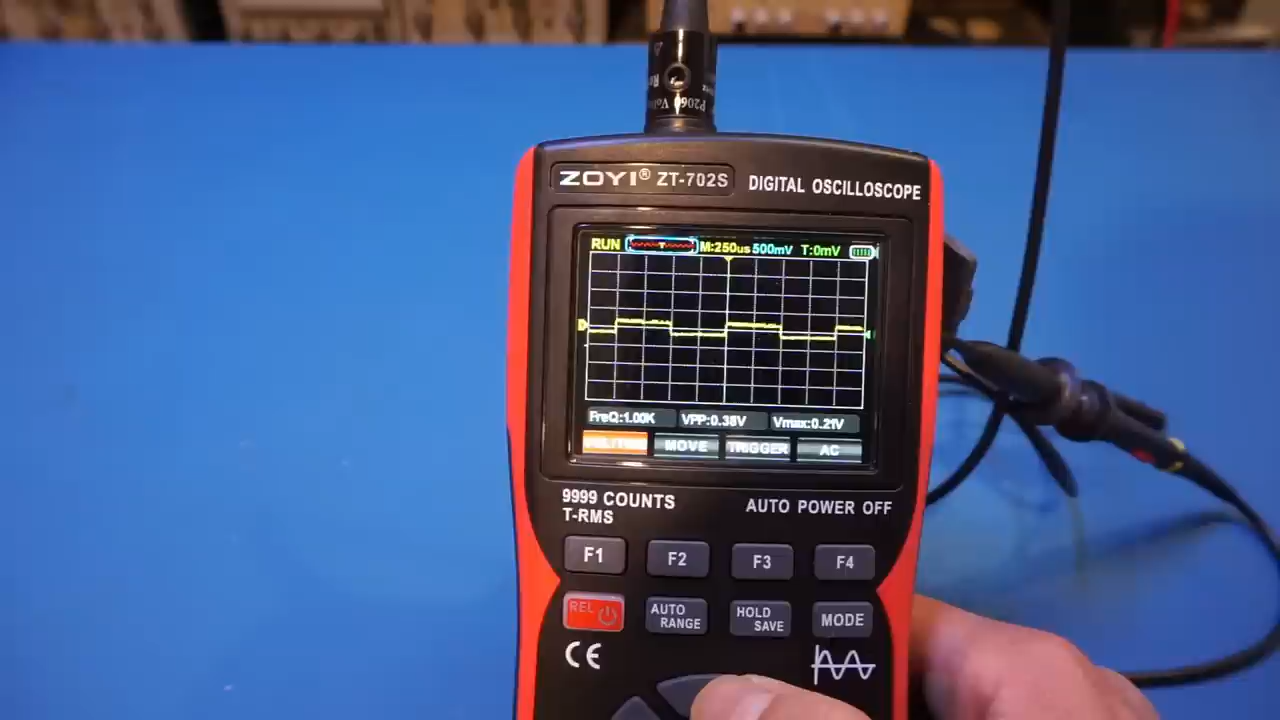 P206
ZOYI® ZT-702S DIGITAL OSCILLOSCOPE
RUN M:250us 500mV T:0mV
D
FreQ:1.00K VPP:0.38V Vmax:0.21V
MOVE TRIGGER AC
9999 COUNTS
T-RMS
AUTO POWER OFF
F1 F2 F3 F4
REL AUTO RANGE HOLD SAVE MODE
CE